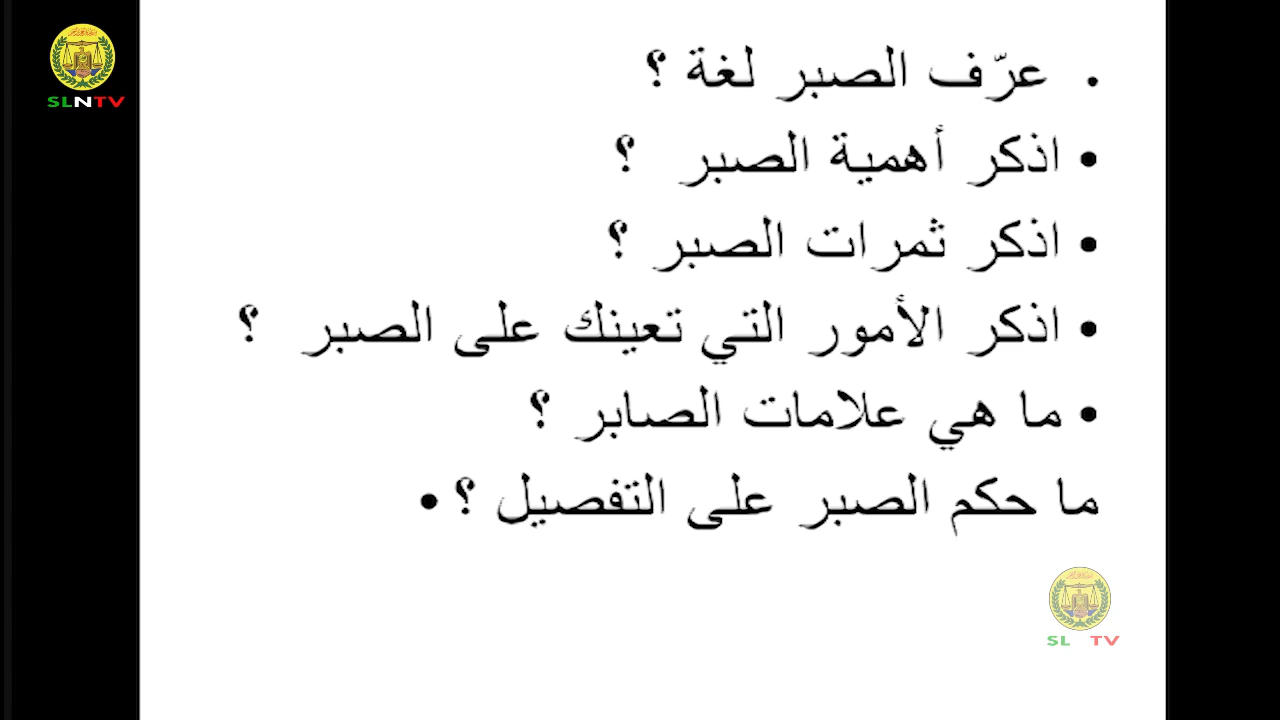 SLNTV
• عرّف الصبر لغة ؟
• اذكر أهمية الصبر ؟
• اذكر ثمرات الصبر ؟
• اذكر الأمور التي تعينك على الصبر ؟
• ما هي علامات الصابر ؟
ما حكم الصبر على التفصيل ؟ •
SL TV